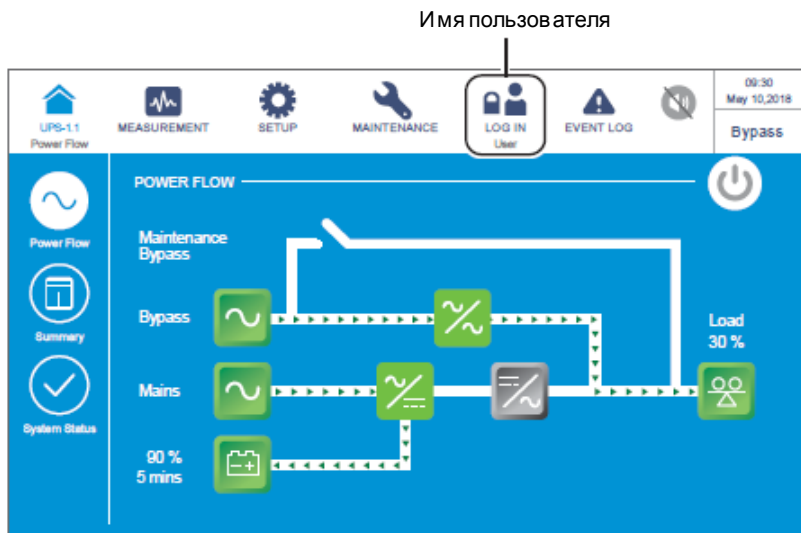 Имя пользователя
UPS-1.1
Power Flow
MEASUREMENT
SETUP
MAINTENANCE
LOG IN
User
EVENT LOG
09:30
May 10,2018
Bypass
Power Flow
Summary
System Status
POWER FLOW
Maintenance
Bypass
Bypass
Mains
90 %
5 mins
Load
30 %